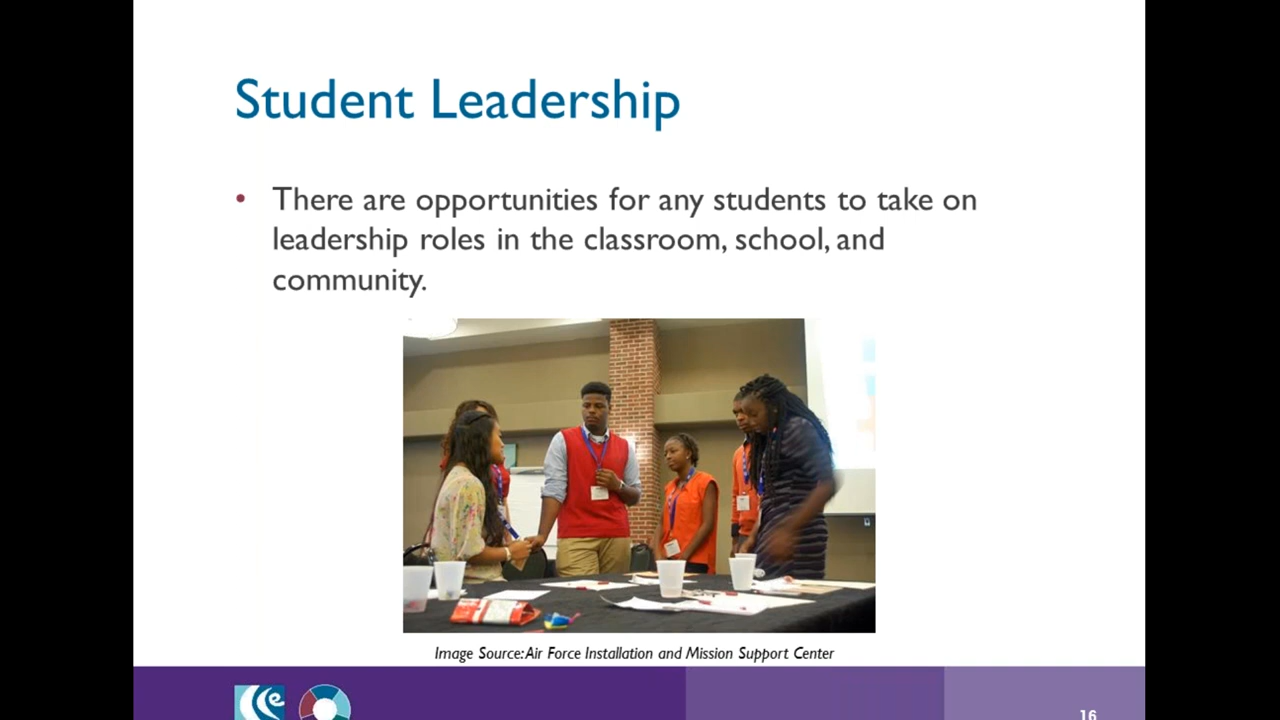 Student Leadership
• There are opportunities for any students to take on
leadership roles in the classroom, school, and
community.
Image Source: Air Force Installation and Mission Support Center
16